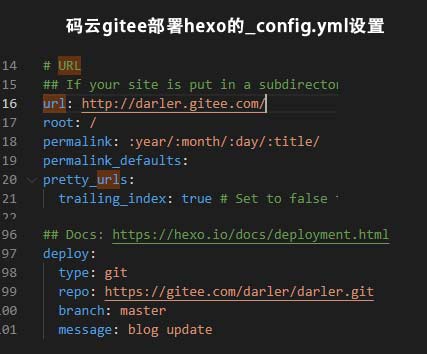 码云gitee部署hexo的_config.yml设置
14 # URL
15 ## If your site is put in a subdirector
16 url: http://darler.gitee.com/
17 root: /
18 permalink: :year/:month/:day/:title/
19 permalink_defaults:
20 pretty_urls:
21 trailing_index: true # Set to false
96 ## Docs: https://hexo.io/docs/deployment.html
97 deploy:
98 type: git
99 repo: https://gitee.com/darler/darler.git
100 branch: master
101 message: blog update